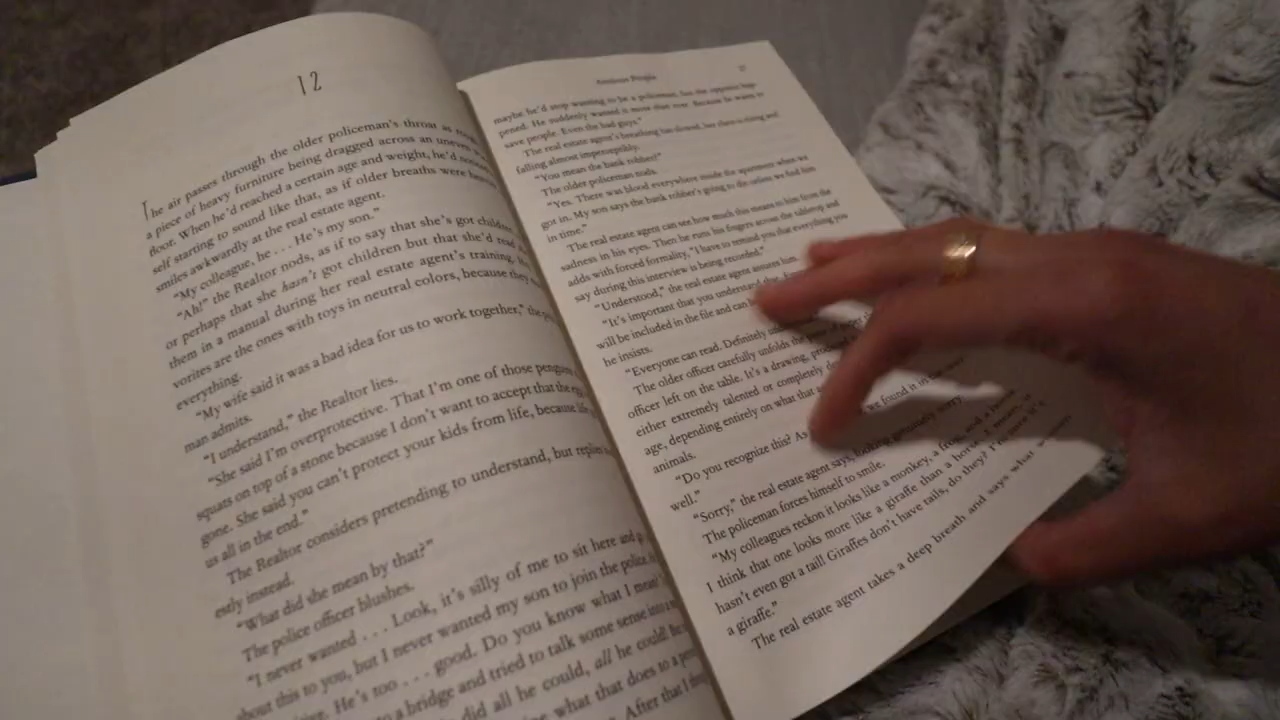 12
The air passes through the older policeman's throat as
piece of heavy furniture being dragged across an uneven
floor. When he'd reached a certain age and weight, he'd
self starting to sound like that, as if older breaths were
smiles awkwardly at the real estate agent.
"My colleague, he . . . He's my son."
"Ah!" the Realtor nods, as if to say that she's got children
or perhaps that she hasn't got children but that she'd read
them in a manual during her real estate agent's training.
vorites are the ones with toys in neutral colors, because they
everything.
"My wife said it was a bad idea for us to work together," the
man admits.
"I understand," the Realtor lies.
"She said I'm overprotective. That I'm one of those penguins
squats on top of a stone because I don't want to accept that the egg
gone. She said you can't protect your kids from life, because life
us all in the end."
The Realtor considers pretending to understand, but replies
estly instead.
"What did she mean by that?"
The police officer blushes.
"I never wanted . . . Look, it's silly of me to sit here and
about this to you, but I never wanted my son to join the police.
He's too . . . good. Do you know what I mean?
to a bridge and tried to talk some sense into a
did all he could, all he could!
what that does to a
After that I
Anxious People
maybe he'd stop wanting to be a policeman, but the opposite hap-
pened. He suddenly wanted it more than ever. Because he wants to
save people. Even the bad guys."
The real estate agent's breathing has slowed, her chest is rising and
falling almost imperceptibly.
"You mean the bank robber?"
The older policeman nods.
"Yes. There was blood everywhere inside the apartment when we
got in. My son says the bank robber's going to die unless we find him
in time."
The real estate agent can see how much this means to him from the
sadness in his eyes. Then he runs his fingers across the tabletop and
adds with forced formality, "I have to remind you that everything you
say during this interview is being recorded."
"Understood," the real estate agent assures him.
"It's important that you understand that.
will be included in the file and can
he insists.
"Everyone can read. Definitely
The older officer carefully unfolds the
officer left on the table. It's a drawing, produced
either extremely talented or completely
age, depending entirely on what that
animals.
"Do you recognize this? As we found it in the
well."
"Sorry," the real estate agent says, looking genuinely sorry.
The policeman forces himself to smile.
"My colleagues reckon it looks like a monkey, a frog, and a
I think that one looks more like a giraffe than a horse. I mean, it
hasn't even got a tail! Giraffes don't have tails, do they? I'm
a giraffe."
The real estate agent takes a deep breath and says what